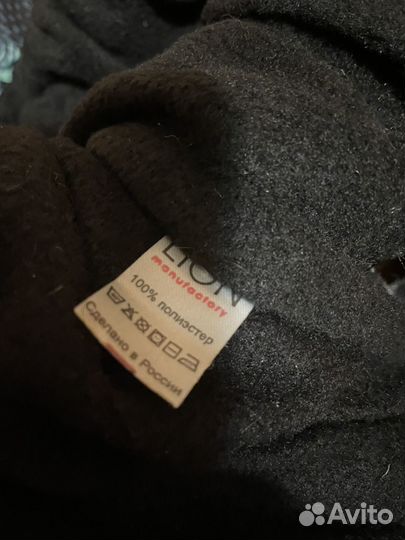 LION
manufactory
100% полиэстер
Сделано в России
Avito